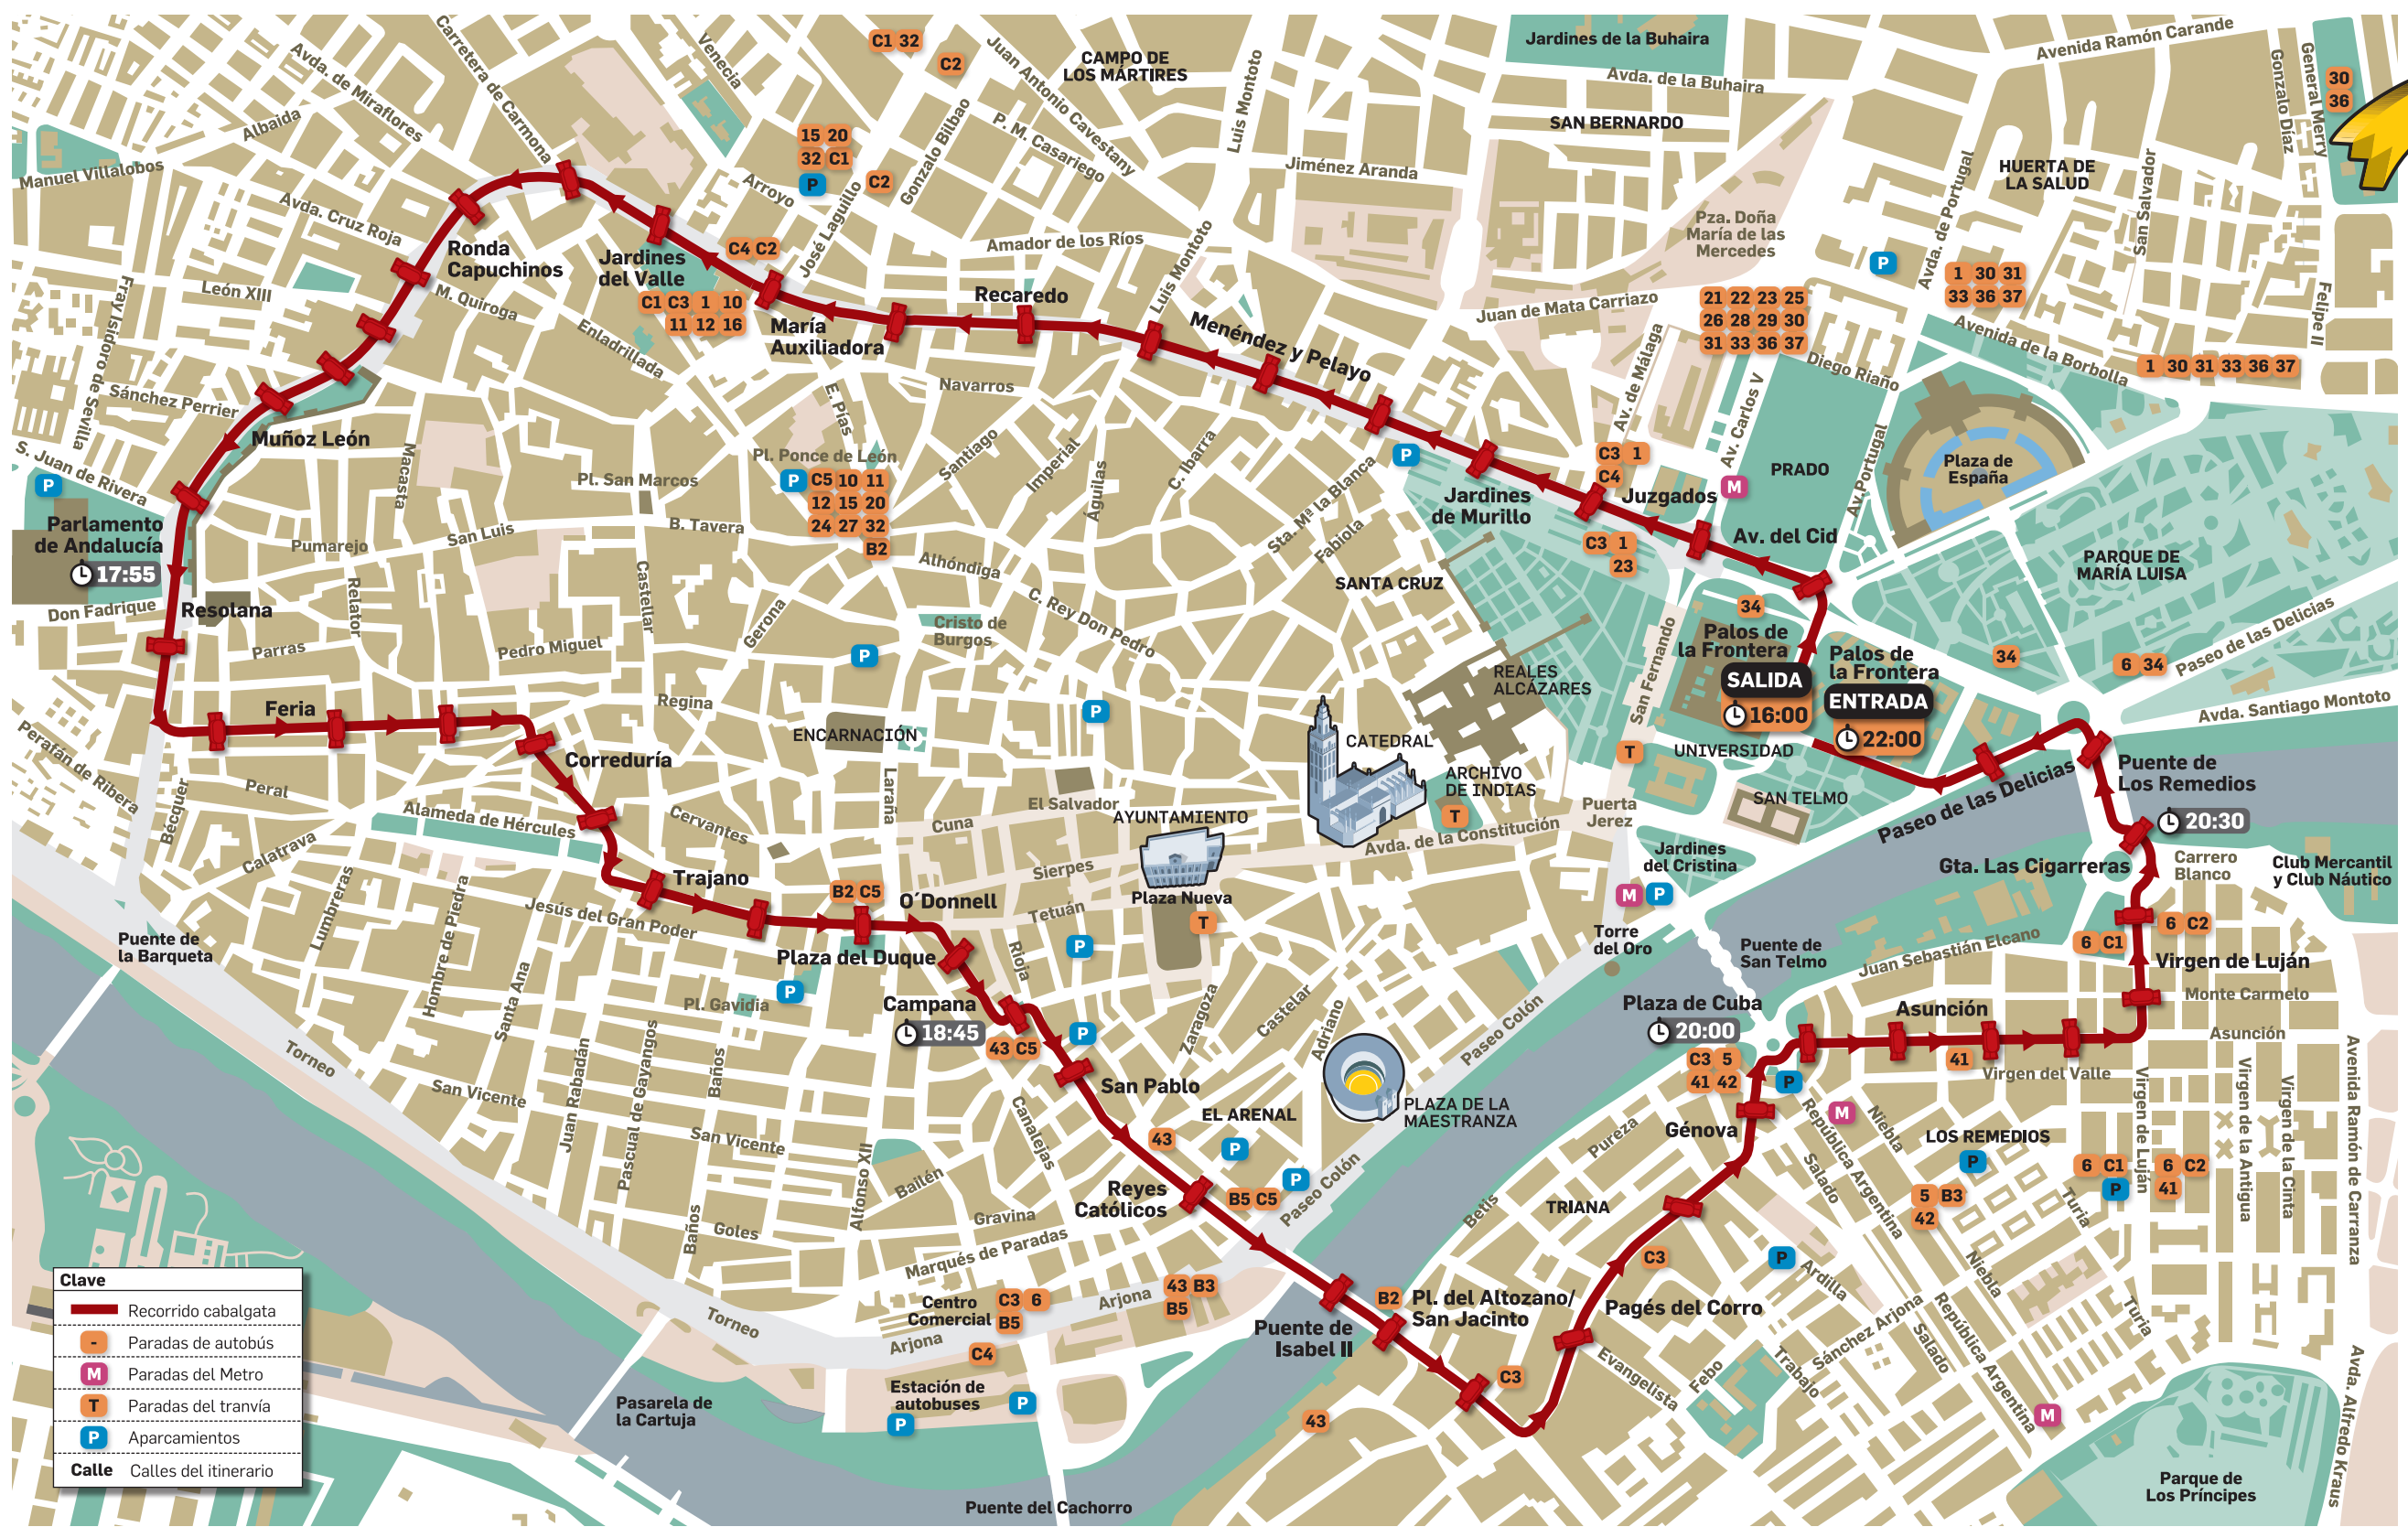 Carretera de Carmona
Avda. de Miraflores
Albaida
Manuel Villalobos
Venecia
C1 32
C2
Juan Antonio Cavestany
CAMPO DE
LOS MÁRTIRES
P. M. Casariego
Gonzalo Bilbao
Luis Montoto
Jardines de la Buhaira
Avda. de la Buhaira
SAN BERNARDO
Jiménez Aranda
Avenida Ramón Carande
Gonzalo Díaz
General Merry
30
36
HUERTA DE
LA SALUD
San Salvador
Avda. de Portugal
Felipe II
15 20
32 C1
P
C2
Arroyo
José Laguillo
Avda. Cruz Roja
Ronda
Capuchinos
Jardines
del Valle
C4 C2
C1 C3 1 10
11 12 16
María
Auxiliadora
Amador de los Ríos
Recaredo
Luis Montoto
Menéndez y Pelayo
Pza. Doña
María de las
Mercedes
Juan de Mata Carriazo
21 22 23 25
26 28 29 30
31 33 36 37
P
1 30 31
33 36 37
Avenida de la Borbolla
1 30 31 33 36 37
Diego Riaño
Av. de Málaga
Av. Carlos V
León XIII
Fray Isidoro de Sevilla
M. Quiroga
Enladrillada
Sánchez Perrier
Muñoz León
Macasta
S. Juan de Rivera
P
Parlamento
de Andalucía
17:55
Don Fadrique
Resolana
Pumarejo
Relator
Parras
San Luis
Pl. San Marcos
B. Tavera
Castellar
Pedro Miguel
Gerona
E. Pías
Navarros
Pl. Ponce de León
P C5 10 11
12 15 20
24 27 32
B2
Santiago
Imperial
Águilas
C. Ibarra
Alhóndiga
C. Rey Don Pedro
Cristo de
Burgos
P
P
Sta. Mª la Blanca
Fabiola
SANTA CRUZ
P
Jardines
de Murillo
C3 1
C4
Juzgados
M
PRADO
Av. Portugal
Plaza de
España
Av. del Cid
C3 1
23
PARQUE DE
MARÍA LUISA
Paseo de las Delicias
REALES
ALCÁZARES
San Fernando
34
Palos de
la Frontera
SALIDA
16:00
Palos de
la Frontera
ENTRADA
22:00
34
6 34
Avda. Santiago Montoto
Feria
Perafán de Ribera
Bécquer
Peral
Calatrava
Alameda de Hércules
Correduría
Regina
ENCARNACIÓN
Laraña
Cervantes
Trajano
Lumbreras
Hombre de Piedra
Jesús del Gran Poder
El Salvador
AYUNTAMIENTO
Cuna
Sierpes
Tetuán
Plaza Nueva
T
CATEDRAL
ARCHIVO
DE INDIAS
T
Avda. de la Constitución
Puerta
Jerez
T
UNIVERSIDAD
SAN TELMO
Paseo de las Delicias
Puente de
Los Remedios
20:30
Jardines
del Cristina
M P
Torre
del Oro
Puente de
San Telmo
Gta. Las Cigarreras
Carrero
Blanco
Club Mercantil
y Club Náutico
B2 C5
O´Donnell
Plaza del Duque
Campana
18:45
Pl. Gavidia
P
Rioja
P
P
43 C5
San Pablo
Zaragoza
Castelar
Adriano
EL ARENAL
PLAZA DE LA
MAESTRANZA
Paseo Colón
43
P
P
B5 C5
Paseo Colón
Reyes
Católicos
Puente de
la Barqueta
Torneo
Santa Ana
San Vicente
Juan Rabadán
Pascual de Gayangos
Baños
San Vicente
Baños
Goles
Alfonso XII
Bailén
Canalejas
Gravina
Marqués de Paradas
Juan Sebastián Elcano
6 C2
6 C1
Virgen de Luján
Monte Carmelo
Asunción
Plaza de Cuba
20:00
C3 5
41 42
P
Asunción
41
Virgen del Valle
Génova
República Argentina
M
Niebla
LOS REMEDIOS
P
5 B3
42
6 C1
P
6 C2
41
Virgen de Luján
Virgen de la Antigua
Virgen de la Cinta
Avenida Ramón de Carranza
Pureza
Betis
TRIANA
Salado
Turia
C3
P
Ardilla
Pagés del Corro
Sánchez Arjona
Niebla
República Argentina
Salado
Turia
Trabajo
Febo
Evangelista
M
Avda. Alfredo Kraus
Parque de
Los Príncipes
Torneo
Centro
Comercial
C3 6
B5
Arjona
C4
Arjona
43 B3
B5
Estación de
autobuses
P
P
Pasarela de
la Cartuja
Puente del Cachorro
Puente de
Isabel II
B2
Pl. del Altozano/
San Jacinto
C3
43
Clave
Recorrido cabalgata
- Paradas de autobús
M Paradas del Metro
T Paradas del tranvía
P Aparcamientos
Calle Calles del itinerario